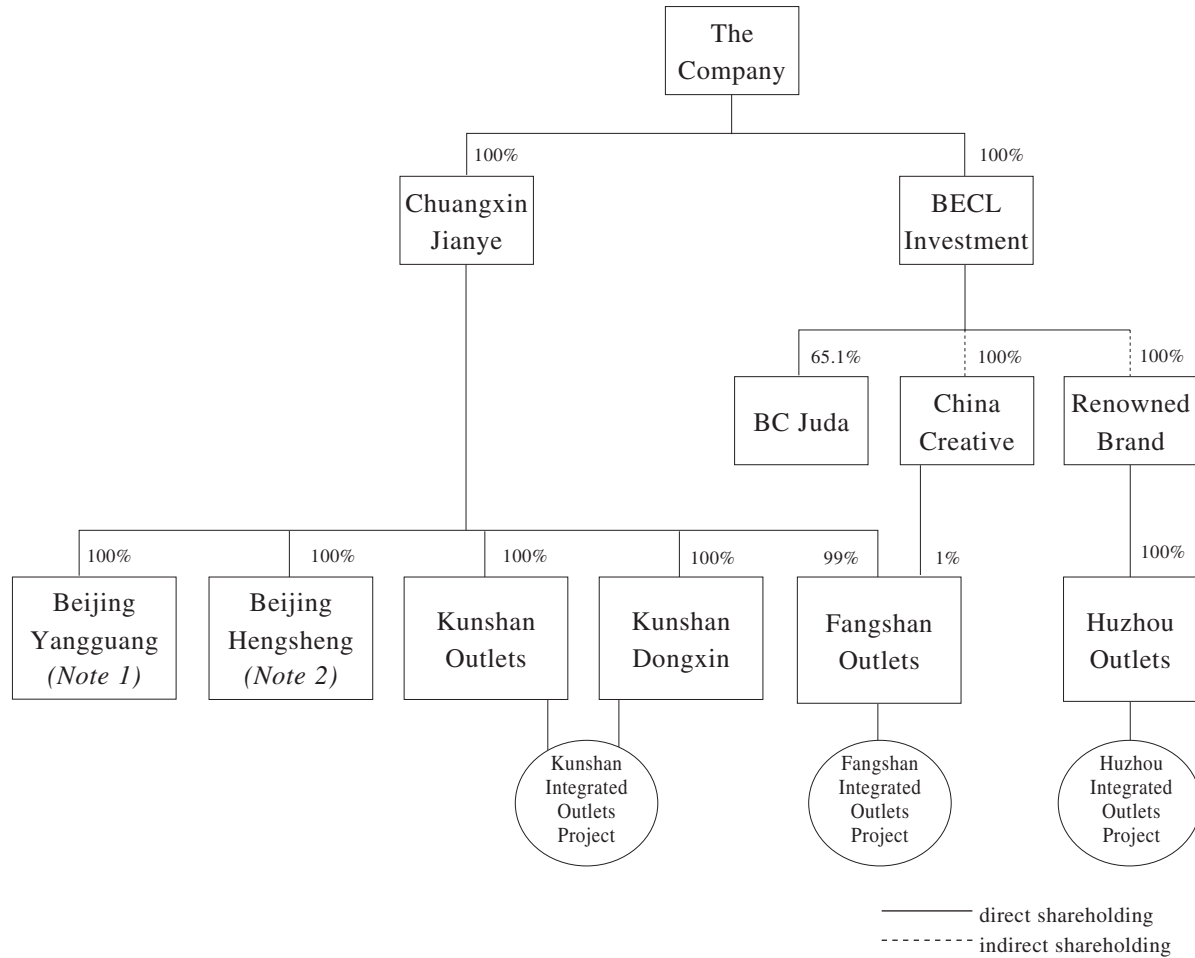 The
Company
100%
100%
Chuangxin
Jianye
BECL
Investment
65.1%
100%
100%
BC Juda
China
Creative
Renowned
Brand
100%
100%
100%
100%
99%
1%
100%
Beijing
Yangguang
(Note 1)
Beijing
Hengsheng
(Note 2)
Kunshan
Outlets
Kunshan
Dongxin
Fangshan
Outlets
Huzhou
Outlets
Kunshan
Integrated
Outlets
Project
Fangshan
Integrated
Outlets
Project
Huzhou
Integrated
Outlets
Project
direct shareholding
indirect shareholding